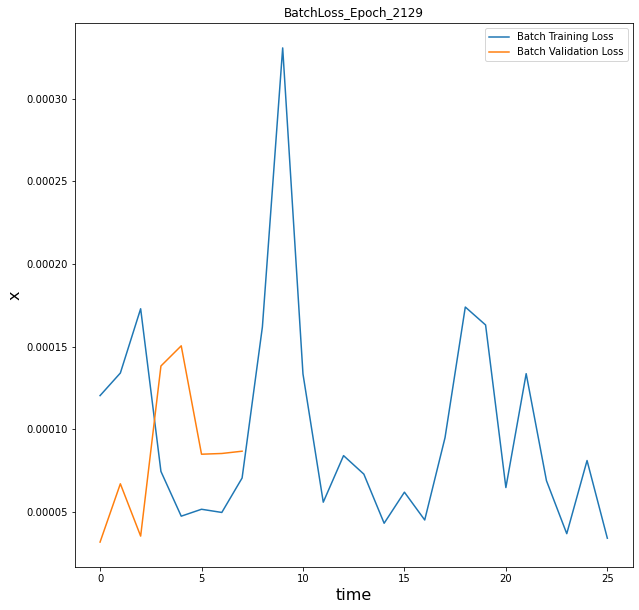 BatchLoss_Epoch_2129
Batch Training Loss
Batch Validation Loss
0.00030
0.00025
0.00020
0.00015
0.00010
0.00005
x
0 5 10 15 20 25
time